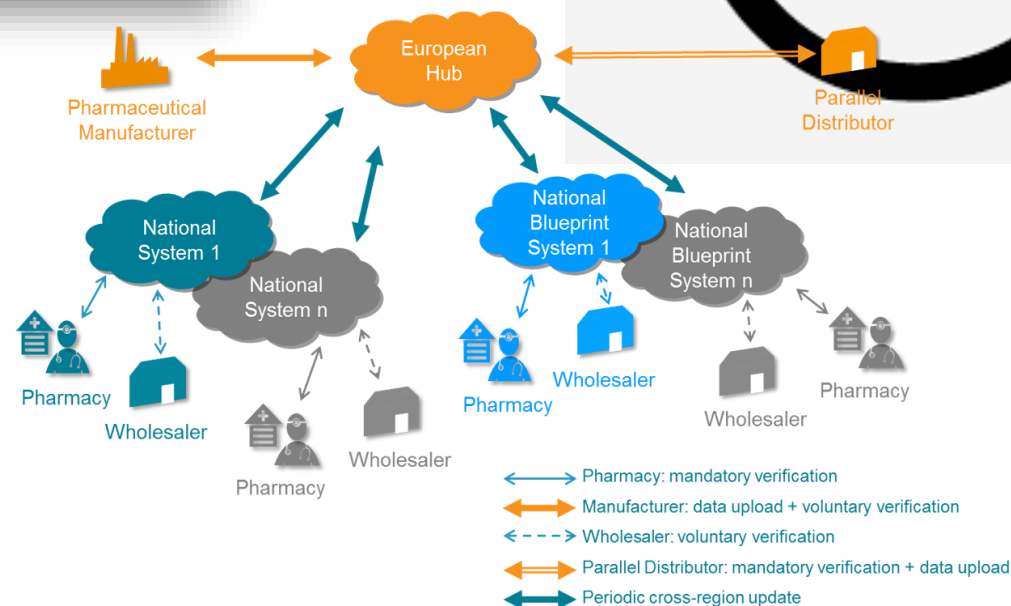 European
Hub
Pharmaceutical
Manufacturer
Parallel
Distributor
National
System 1
National
System n
National
Blueprint
System 1
National
Blueprint
System n
Pharmacy
Wholesaler
Pharmacy
Wholesaler
Pharmacy
Wholesaler
Wholesaler
Pharmacy
Pharmacy: mandatory verification
Manufacturer: data upload + voluntary verification
Wholesaler: voluntary verification
Parallel Distributor: mandatory verification + data upload
Periodic cross-region update